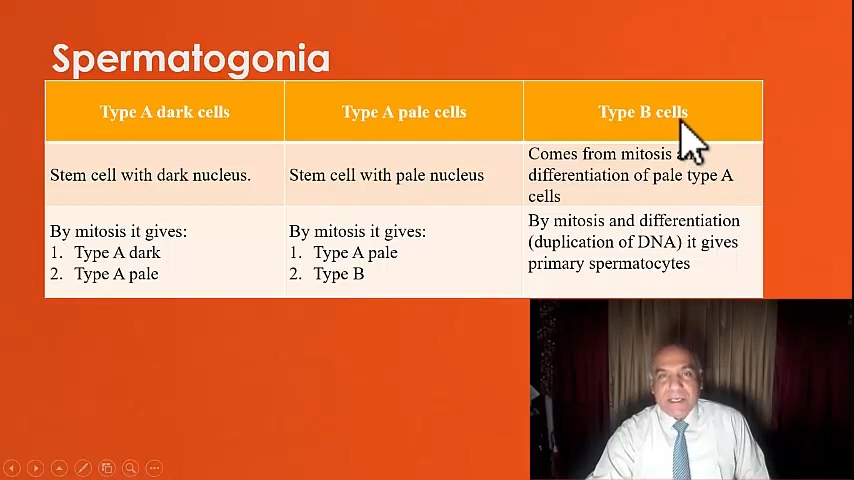 Spermatogonia
Type A dark cells
Type A pale cells
Type B cells
Stem cell with dark nucleus.
Stem cell with pale nucleus
Comes from mitosis
differentiation of pale type A
cells
By mitosis it gives:
1. Type A dark
2. Type A pale
By mitosis it gives:
1. Type A pale
2. Type B
By mitosis and differentiation
(duplication of DNA) it gives
primary spermatocytes